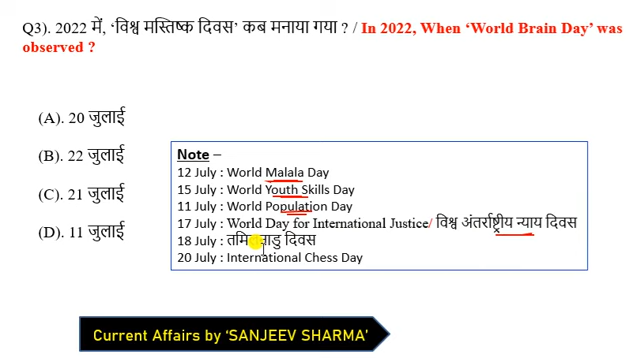 Q3). 2022 में, ‘विश्व मस्तिष्क दिवस’ कब मनाया गया ? / In 2022, When ‘World Brain Day’ was
observed ?
(A). 20 जुलाई
(B). 22 जुलाई
(C). 21 जुलाई
(D). 11 जुलाई
Note –
12 July : World Malala Day
15 July : World Youth Skills Day
11 July : World Population Day
17 July : World Day for International Justice/ विश्व अंतर्राष्ट्रीय न्याय दिवस
18 July : तमिलनाडु दिवस
20 July : International Chess Day
Current Affairs by ‘SANJEEV SHARMA’